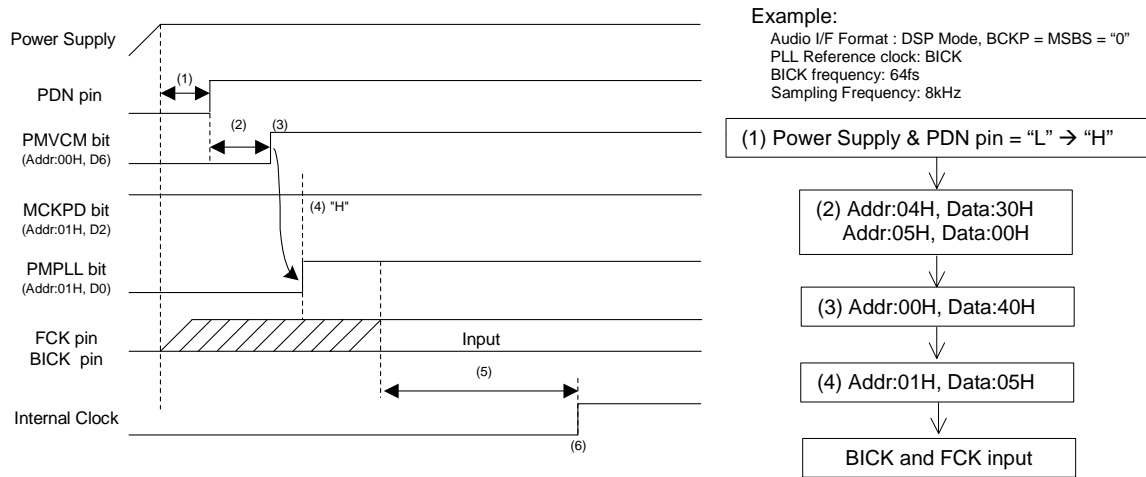 Power Supply
(1)
PDN pin
(2)
(3)
PMVCM bit
(Addr:00H, D6)
(4) "H"
MCKPD bit
(Addr:01H, D2)
PMPLL bit
(Addr:01H, D0)
FCK pin
BICK pin
Input
(5)
Internal Clock
(6)
Example:
Audio I/F Format : DSP Mode, BCKP = MSBS = “0”
PLL Reference clock: BICK
BICK frequency: 64fs
Sampling Frequency: 8kHz
(1) Power Supply & PDN pin = “L” → “H”
(2) Addr:04H, Data:30H
Addr:05H, Data:00H
(3) Addr:00H, Data:40H
(4) Addr:01H, Data:05H
BICK and FCK input